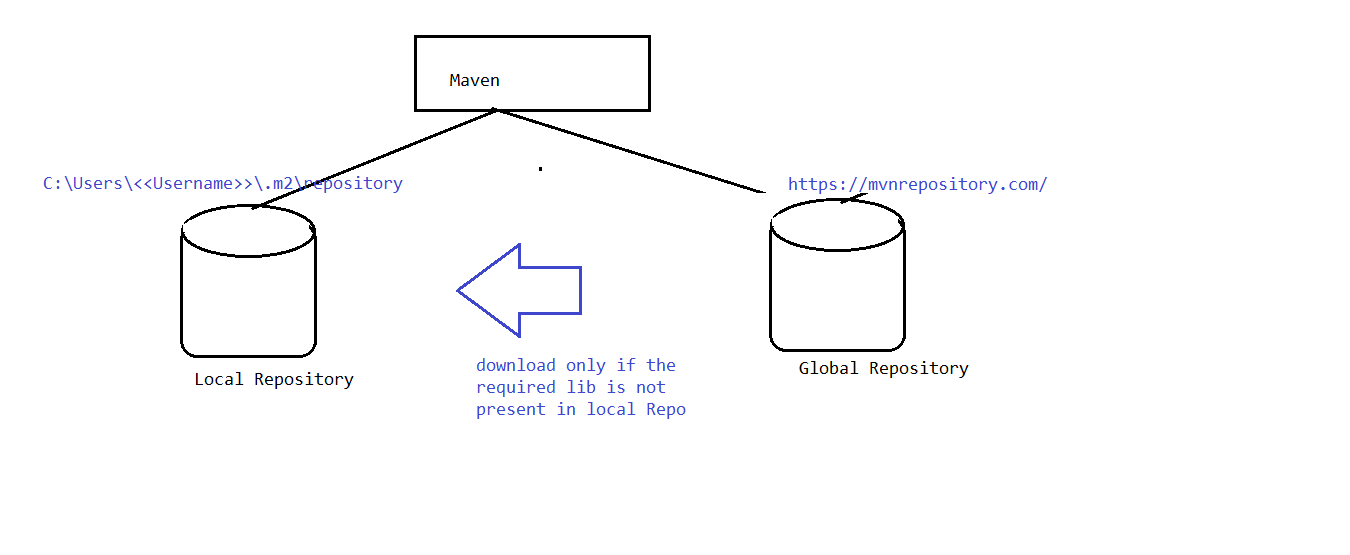 Maven
C:\Users\<<Username>>\.m2\repository
https://mvnrepository.com/
download only if the
required lib is not
present in local Repo
Local Repository
Global Repository